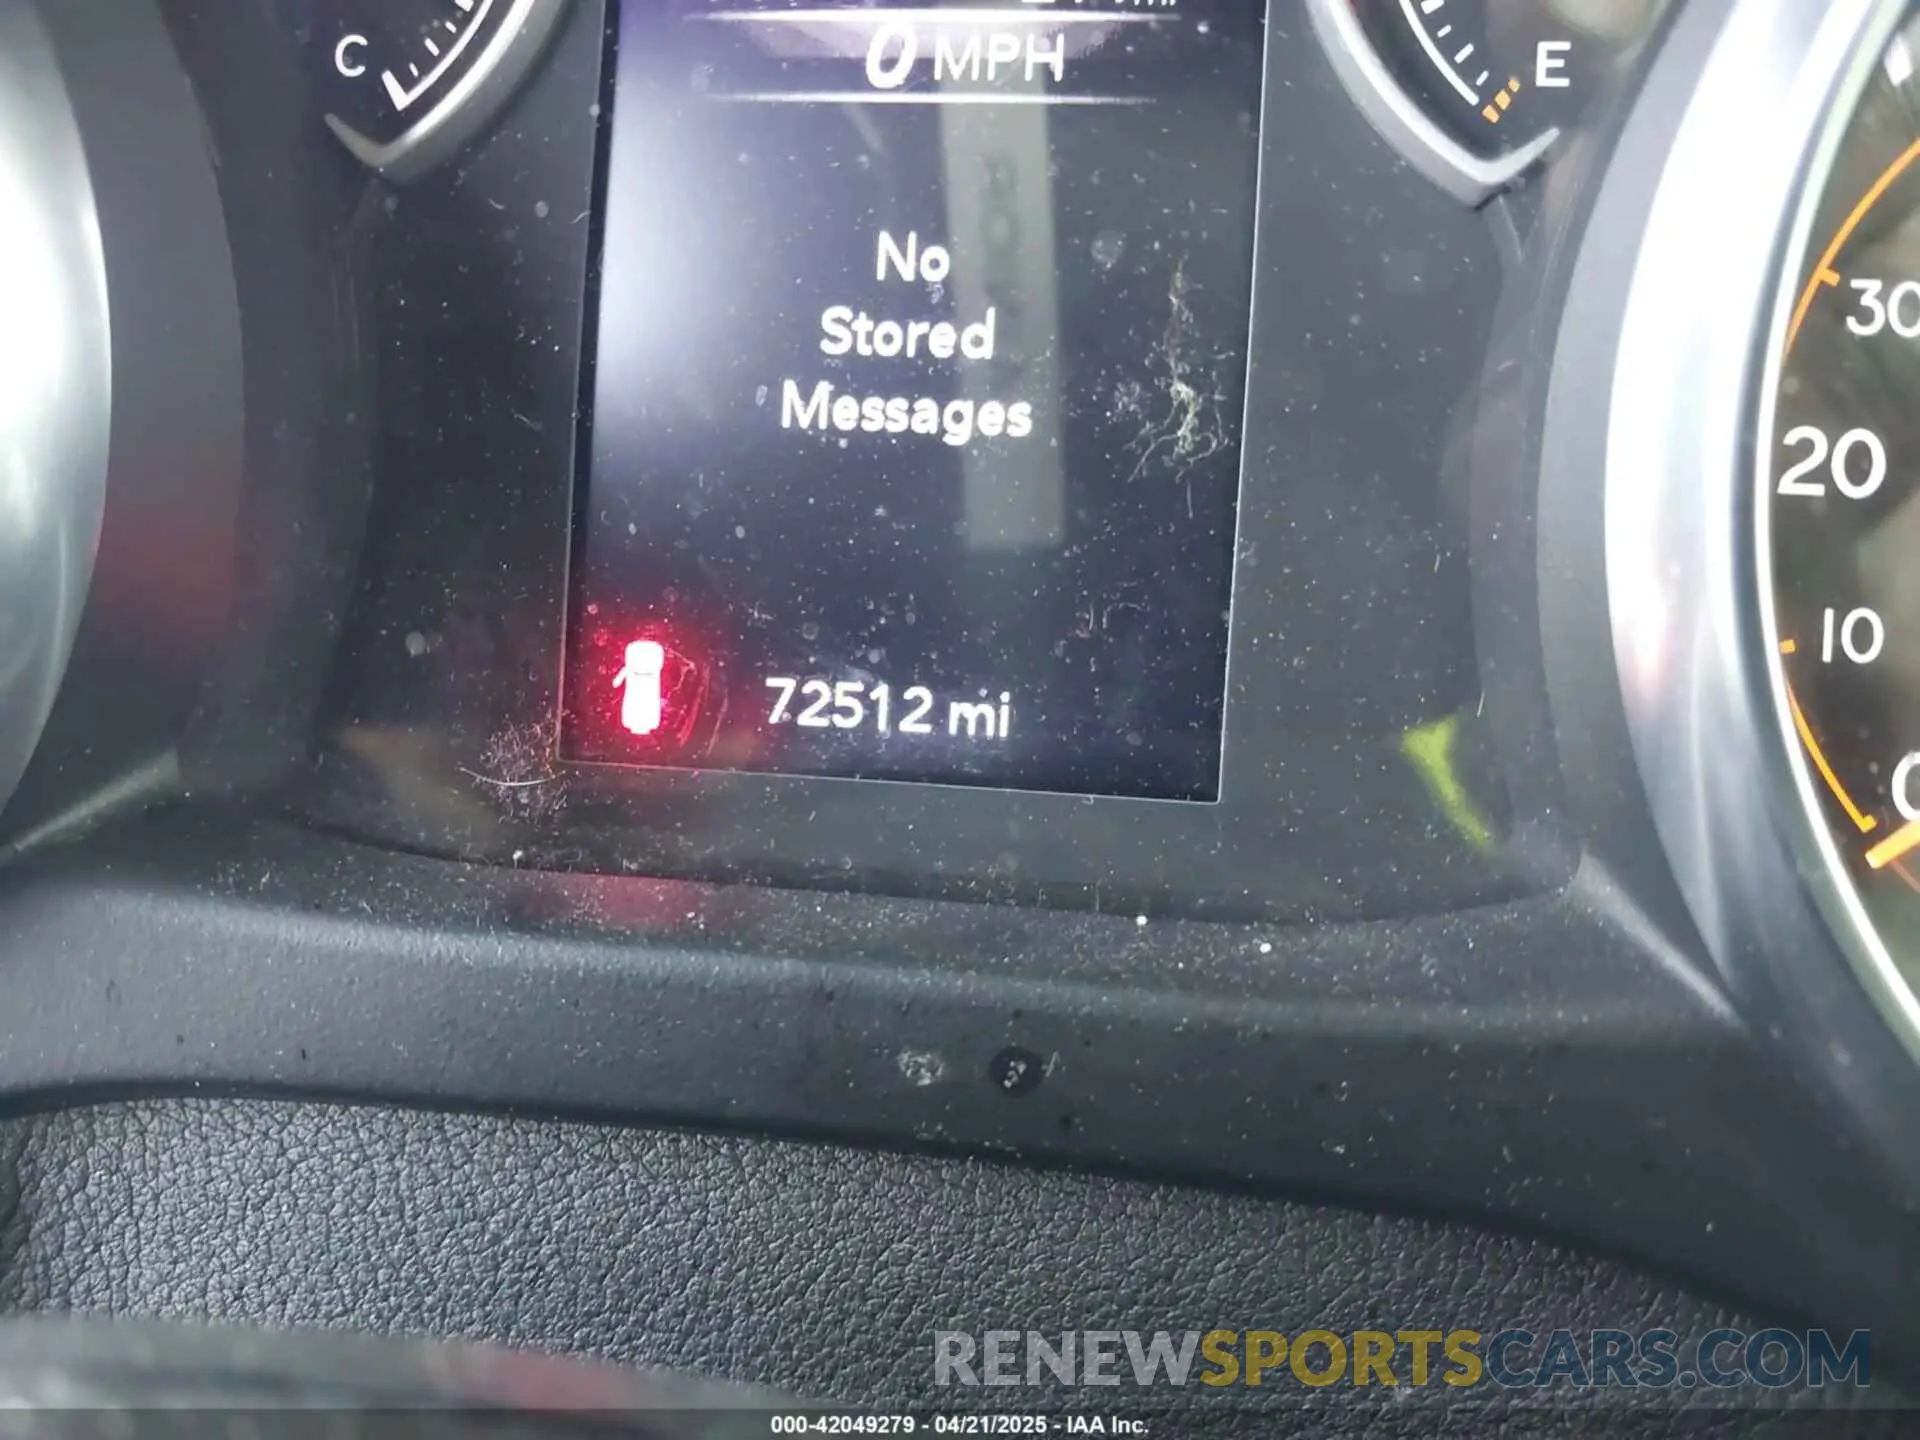 C
0 MPH
E
No
Stored
Messages
30
20
10
0
72512 mi
RENEWSPORTSCARS.COM
000-42049279 - 04/21/2025 - IAA Inc.